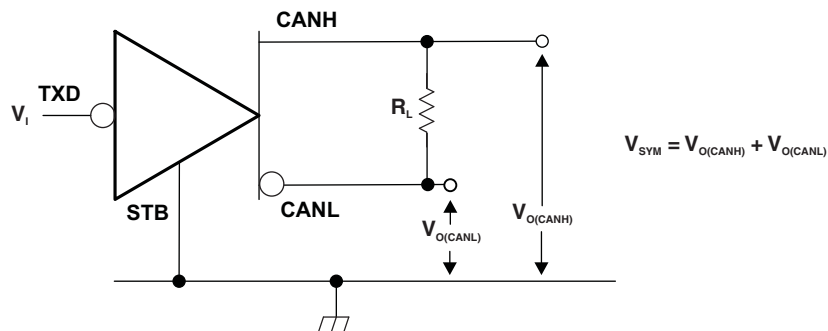 CANH
TXD
V_I
R_L
V_SYM = V_O(CANH) + V_O(CANL)
STB
CANL
V_O(CANL)
V_O(CANH)